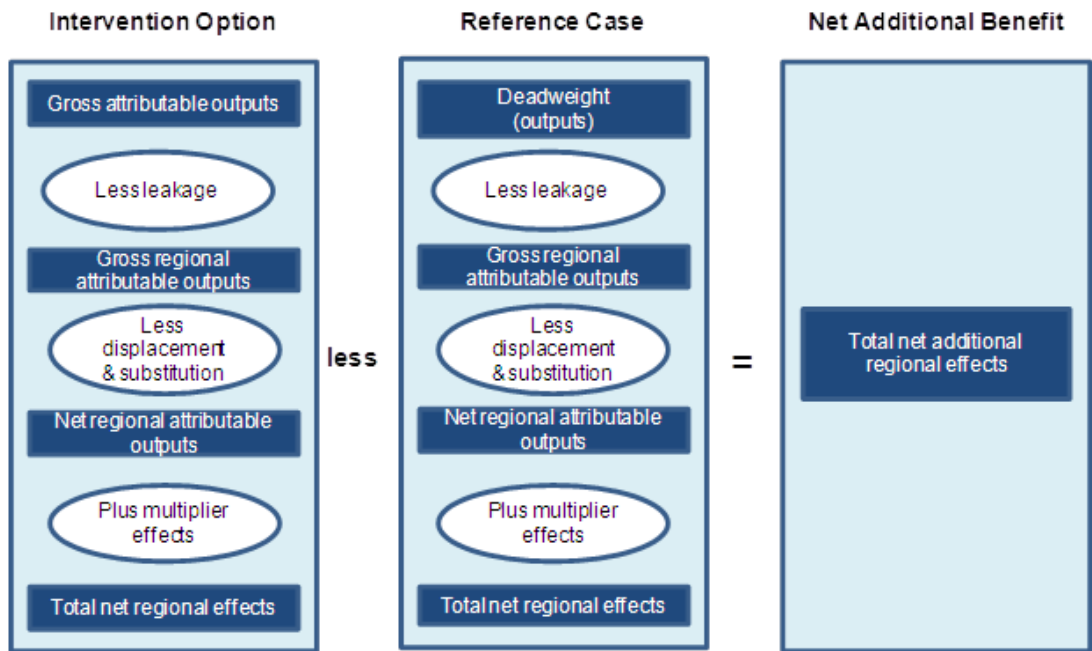 Intervention Option
Gross attributable outputs
Less leakage
Gross regional
attributable outputs
Less
displacement
& substitution
Net regional attributable
outputs
Plus multiplier
effects
Total net regional effects
less
Reference Case
Deadweight
(outputs)
Less leakage
Gross regional
attributable outputs
Less
displacement
& substitution
Net regional attributable
outputs
Plus multiplier
effects
Total net regional effects
=
Net Additional Benefit
Total net additional
regional effects